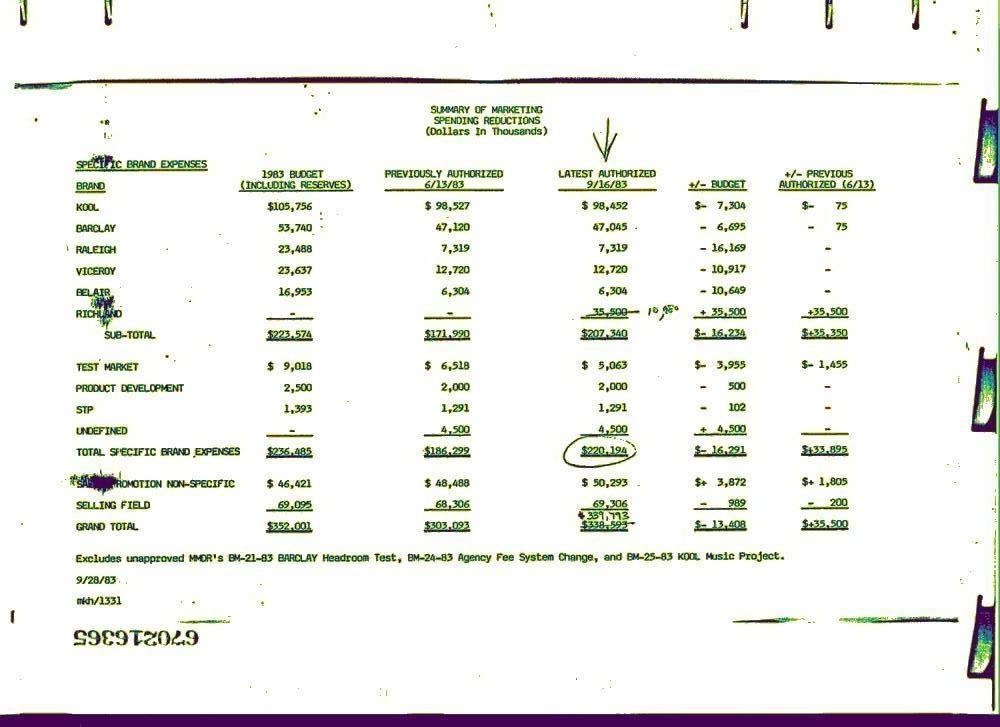 SUMMARY OF MARKETING
SPENDING REDUCTIONS
(Dollars In Thousands)
SPECIFIC BRAND EXPENSES
1983 BUDGET PREVIOUSLY AUTHORIZED LATEST AUTHORIZED +/- PREVIOUS
BRAND (INCLUDING RESERVES) 6/13/83 9/16/83 +/- BUDGET AUTHORIZED (6/13)
KOOL $105,756 $ 98,527 $ 98,452 $- 7,304 $- 75
BARCLAY 53,740 47,120 47,045 - 6,695 - 75
RALEIGH 23,488 7,319 7,319 - 16,169 -
VICEROY 23,637 12,720 12,720 - 10,917 -
BELAIR 16,953 6,304 6,304 - 10,649 -
RICHLAND - - 35,500 + 35,500 +35,500
SUB-TOTAL $223,574 $171,990 $207,340 $- 16,234 $+35,350
TEST MARKET $ 9,018 $ 6,518 $ 5,063 $- 3,955 $- 1,455
PRODUCT DEVELOPMENT 2,500 2,000 2,000 - 500 -
STP 1,393 1,291 1,291 - 102 -
UNDEFINED - 4,500 4,500 + 4,500 -
TOTAL SPECIFIC BRAND EXPENSES $236,485 $186,299 $220,194 $- 16,291 $+33,895
PROMOTION NON-SPECIFIC $ 46,421 $ 48,488 $ 50,293 $+ 3,872 $+ 1,805
SELLING FIELD 69,095 68,306 69,306 - 989 - 200
339,793
GRAND TOTAL $352,001 $303,093 $338,593 $- 13,408 $+35,500
Excludes unapproved MMDR's BM-21-83 BARCLAY Headroom Test, BM-24-83 Agency Fee System Change, and BM-25-83 KOOL Music Project.
9/28/83
mkh/1331
670216365